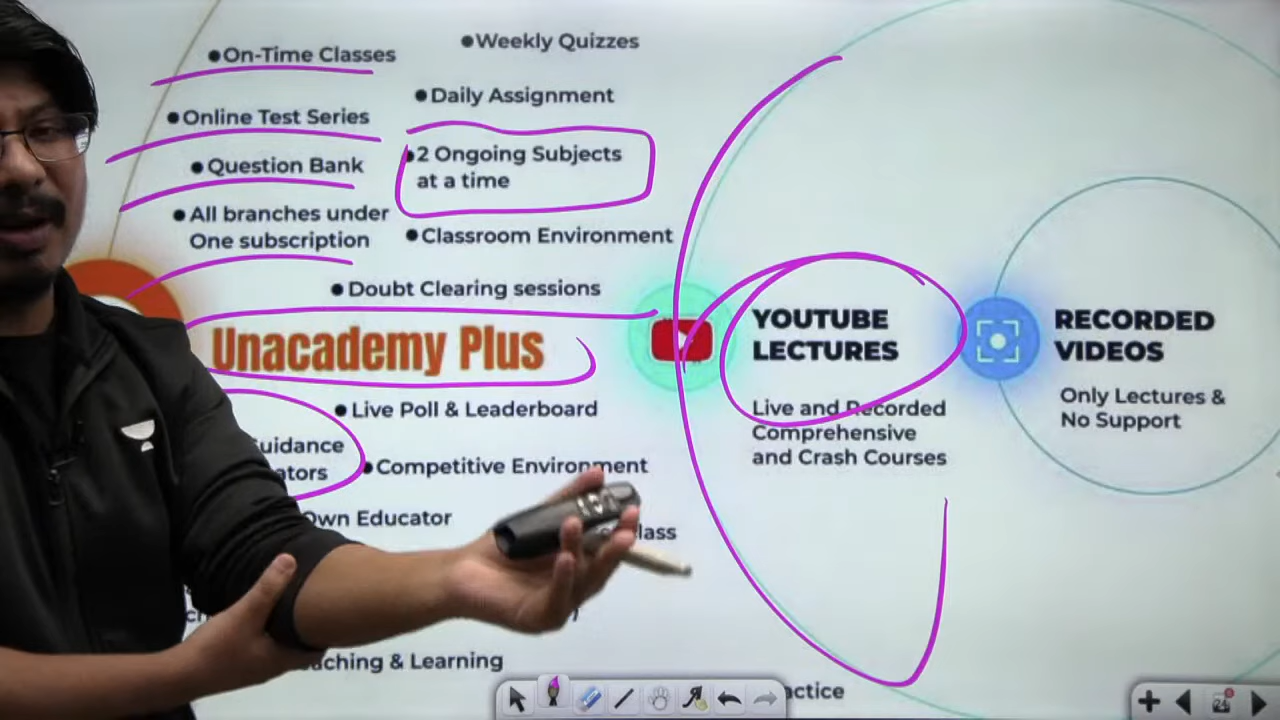 On-Time Classes
Weekly Quizzes
Online Test Series
Daily Assignment
Question Bank
2 Ongoing Subjects
at a time
All branches under
One subscription
Classroom Environment
Doubt Clearing sessions
Unacademy Plus
Live Poll & Leaderboard
Competitive Environment
Own Educator
& Learning
YOUTUBE
LECTURES
Live and Recorded
Comprehensive
and Crash Courses
RECORDED
VIDEOS
Only Lectures &
No Support